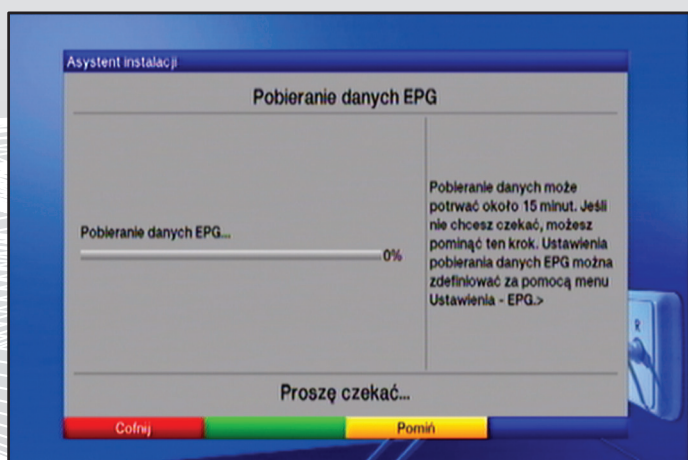 Asystent instalacji
Pobieranie danych EPG
Pobieranie danych EPG...
0%
Pobieranie danych może
potrwać około 15 minut. Jeśli
nie chcesz czekać, możesz
pominąć ten krok. Ustawienia
pobierania danych EPG można
zdefiniować za pomocą menu
Ustawienia - EPG.>
R
Proszę czekać...
Cofnij
Pomiń